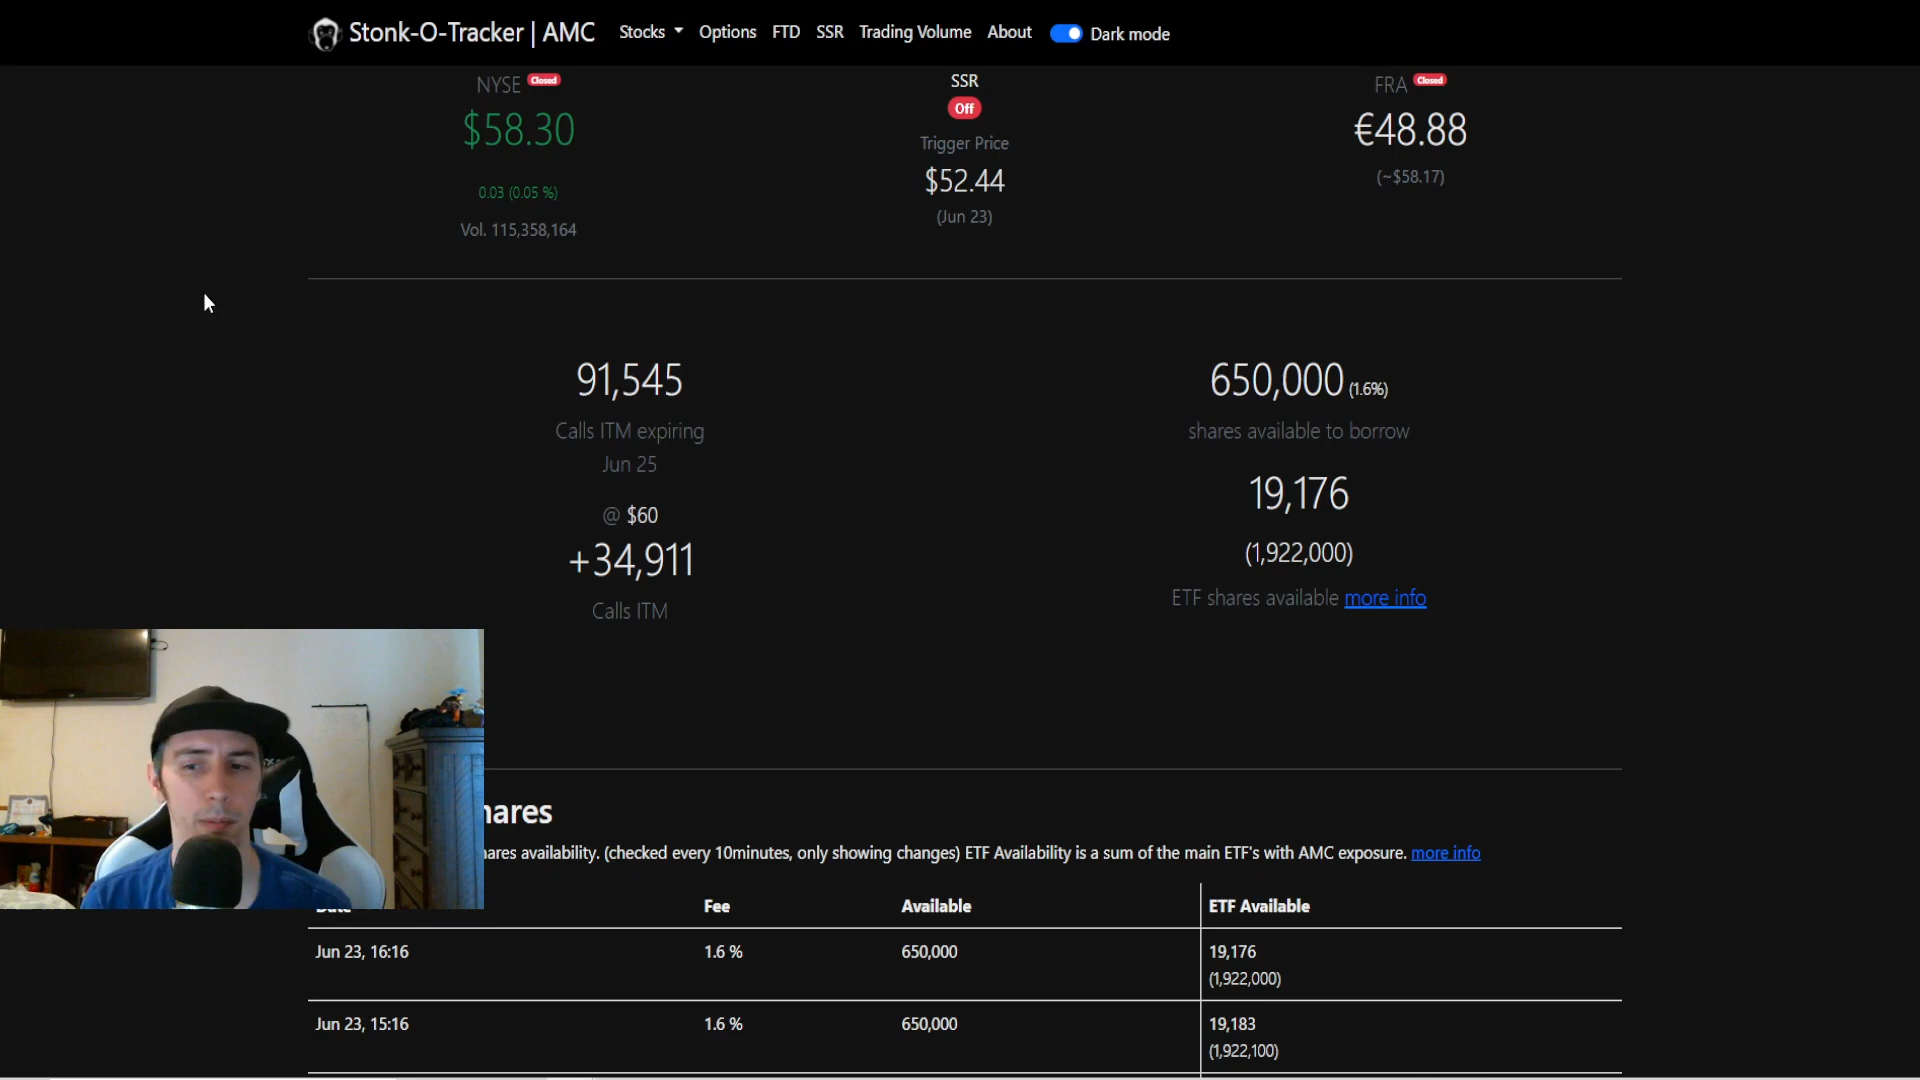 Stonk-O-Tracker | AMC Stocks Options FTD SSR Trading Volume About Dark mode
NYSE Closed
$58.30
0.03 (0.05 %)
Vol. 115,358,164
SSR
Off
Trigger Price
$52.44
(Jun 23)
FRA Closed
€48.88
(~$58.17)
91,545
Calls ITM expiring
Jun 25
@ $60
+34,911
Calls ITM
650,000 (1.6%)
shares available to borrow
19,176
(1,922,000)
ETF shares available more info
hares
hares availability. (checked every 10minutes, only showing changes) ETF Availability is a sum of the main ETF's with AMC exposure. more info
Date Fee Available ETF Available
Jun 23, 16:16 1.6 % 650,000 19,176
(1,922,000)
Jun 23, 15:16 1.6 % 650,000 19,183
(1,922,100)